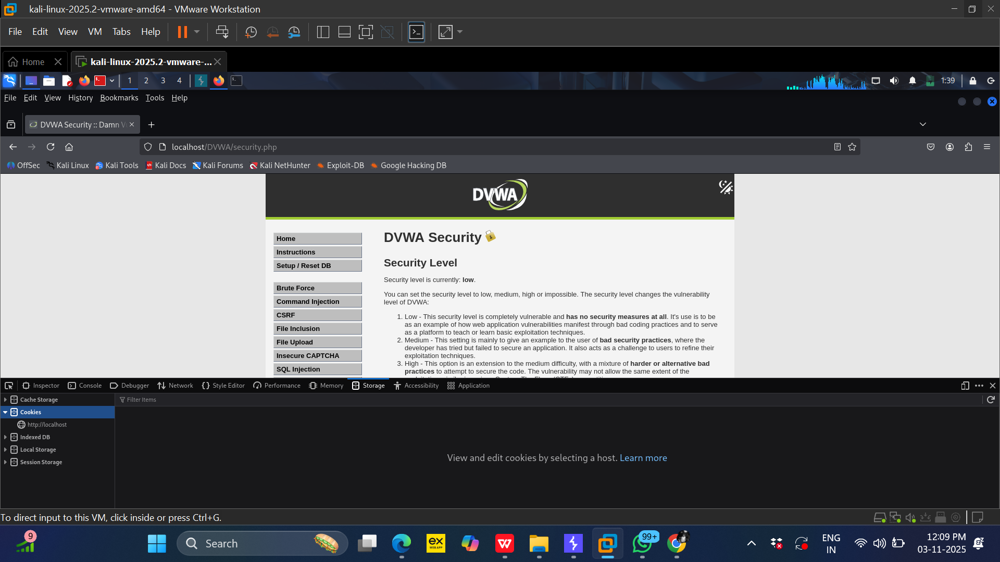 kali-linux-2025.2-vmware-amd64 - VMware Workstation
File Edit View VM Tabs Help
Home
kali-linux-2025.2-vmware-...
1 2 3 4
1:39
File Edit View History Bookmarks Tools Help
DVWA Security :: Damn V
localhost/DVWA/security.php
OffSec Kali Linux Kali Tools Kali Docs Kali Forums Kali NetHunter Exploit-DB Google Hacking DB
DVWA
Home
Instructions
Setup / Reset DB
Brute Force
Command Injection
CSRF
File Inclusion
File Upload
Insecure CAPTCHA
SQL Injection
DVWA Security
Security Level
Security level is currently: low.
You can set the security level to low, medium, high or impossible. The security level changes the vulnerability
level of DVWA:
1. Low - This security level is completely vulnerable and has no security measures at all. It's use is to be
as an example of how web application vulnerabilities manifest through bad coding practices and to serve
as a platform to teach or learn basic exploitation techniques.
2. Medium - This setting is mainly to give an example to the user of bad security practices, where the
developer has tried but failed to secure an application. It also acts as a challenge to users to refine their
exploitation techniques.
3. High - This option is an extension to the medium difficulty, with a mixture of harder or alternative bad
practices to attempt to secure the code. The vulnerability may not allow the same extent of the
Inspector Console Debugger Network Style Editor Performance Memory Storage Accessibility Application
Cache Storage
Cookies
http://localhost
Indexed DB
Local Storage
Session Storage
Filter Items
View and edit cookies by selecting a host. Learn more
To direct input to this VM, click inside or press Ctrl+G.
9
Search
ex
WEB APP
99+
ENG
IN
12:09 PM
03-11-2025